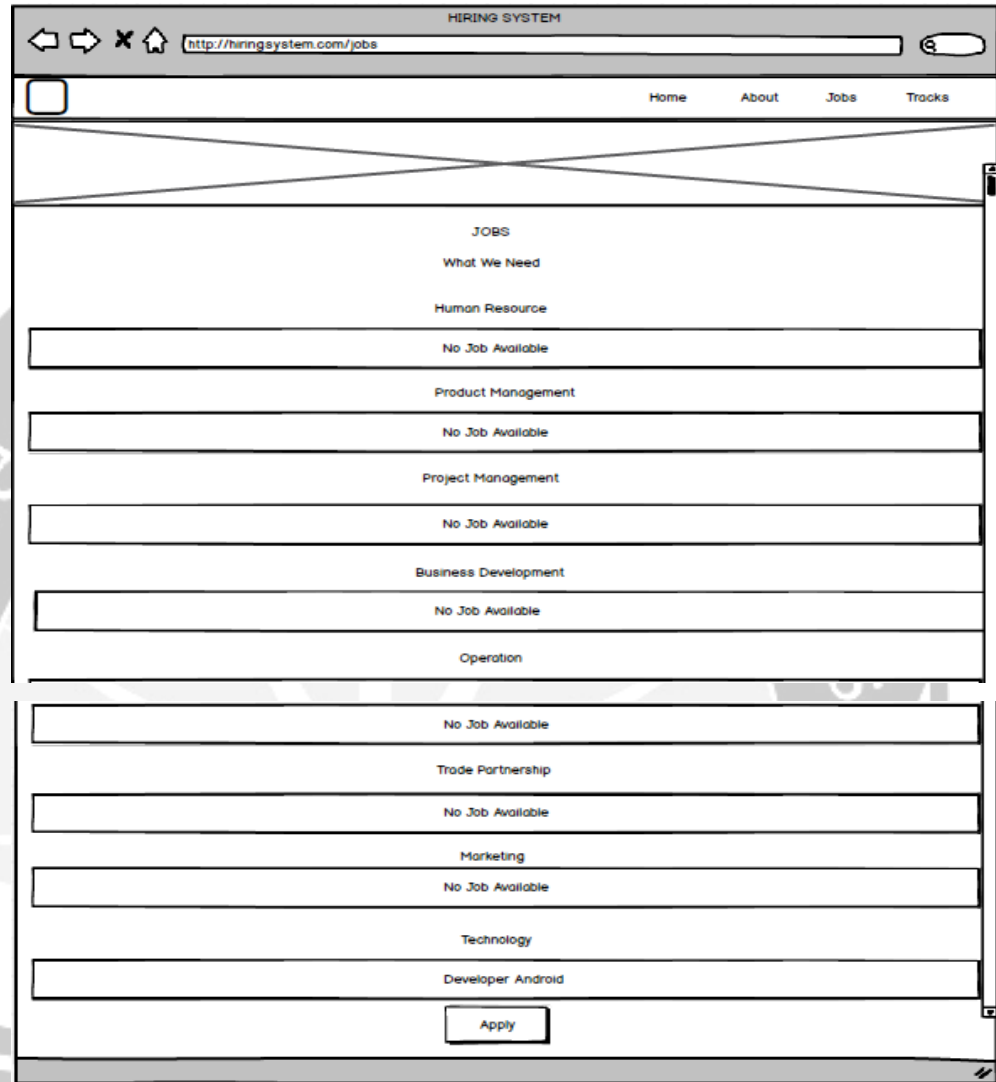 HIRING SYSTEM
http://hiringsystem.com/jobs
Home About Jobs Tracks
JOBS
What We Need
Human Resource
No Job Available
Product Management
No Job Available
Project Management
No Job Available
Business Development
No Job Available
Operation
No Job Available
Trade Partnership
No Job Available
Marketing
No Job Available
Technology
Developer Android
Apply